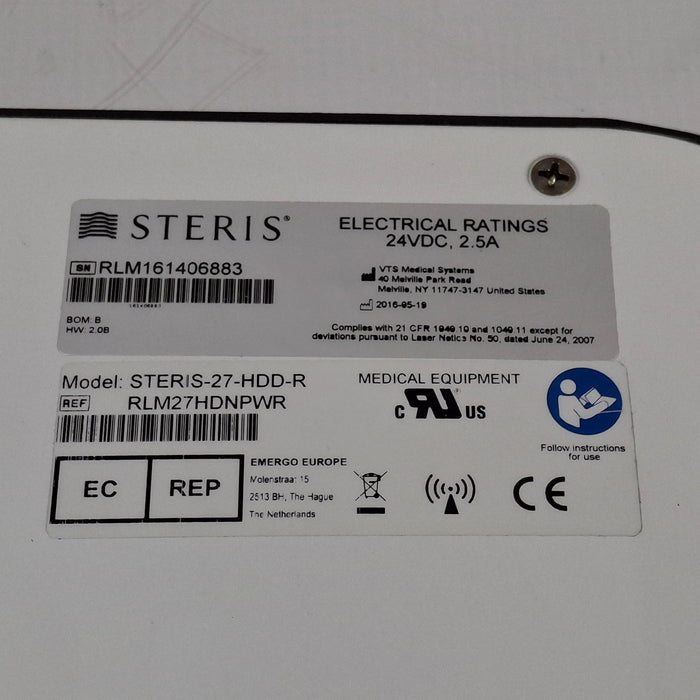 STERIS®
ELECTRICAL RATINGS
24VDC, 2.5A
SN RLM161406883
161406883
BOM: B
HW: 2.0B
VTS Medical Systems
40 Melville Park Road
Melville, NY 11747-3147 United States
2016-05-19
Complies with 21 CFR 1040.10 and 1040.11 except for
deviations pursuant to Laser Notice No. 50, dated June 24, 2007
Model: STERIS-27-HDD-R
REF RLM27HDNPWR
MEDICAL EQUIPMENT
c RU US
Follow instructions
for use
EC REP
EMERGO EUROPE
Molenstraat 15
2513 BH, The Hague
The Netherlands
CE